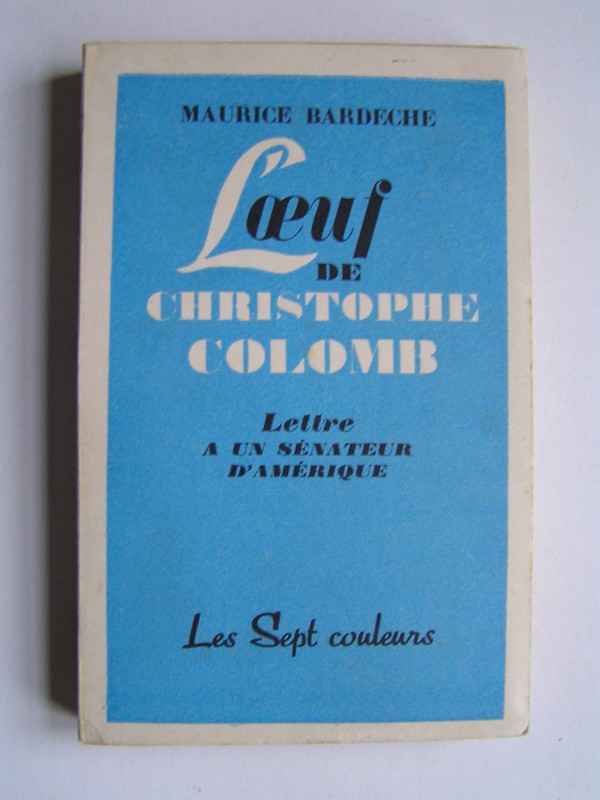 MAURICE BARDECHE
L'œuf
DE
CHRISTOPHE
COLOMB
Lettre
A UN SÉNATEUR
D'AMÉRIQUE
Les Sept couleurs